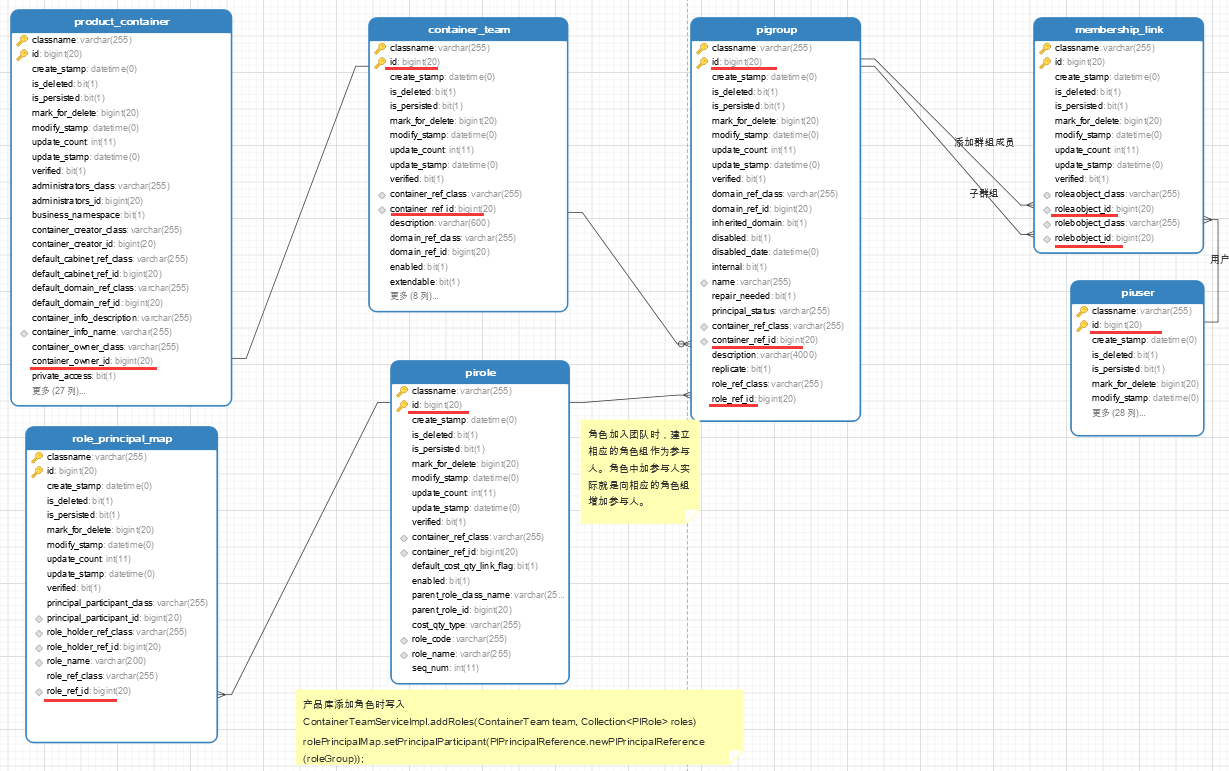 product_container
classname: varchar(255)
id: bigint(20)
create_stamp: datetime(0)
is_deleted: bit(1)
is_persisted: bit(1)
mark_for_delete: bigint(20)
modify_stamp: datetime(0)
update_count: int(11)
update_stamp: datetime(0)
verified: bit(1)
administrators_class: varchar(255)
administrators_id: bigint(20)
business_namespace: bit(1)
container_creator_class: varchar(255)
container_creator_id: bigint(20)
default_cabinet_ref_class: varchar(255)
default_cabinet_ref_id: bigint(20)
default_domain_ref_class: varchar(255)
default_domain_ref_id: bigint(20)
container_info_description: varchar(255)
container_info_name: varchar(255)
container_owner_class: varchar(255)
container_owner_id: bigint(20)
private_access: bit(1)
更多 (27 列)...
container_team
classname: varchar(255)
id: bigint(20)
create_stamp: datetime(0)
is_deleted: bit(1)
is_persisted: bit(1)
mark_for_delete: bigint(20)
modify_stamp: datetime(0)
update_count: int(11)
update_stamp: datetime(0)
verified: bit(1)
container_ref_class: varchar(255)
container_ref_id: bigint(20)
description: varchar(600)
domain_ref_class: varchar(255)
domain_ref_id: bigint(20)
enabled: bit(1)
extendable: bit(1)
更多 (8 列)...
pigroup
classname: varchar(255)
id: bigint(20)
create_stamp: datetime(0)
is_deleted: bit(1)
is_persisted: bit(1)
mark_for_delete: bigint(20)
modify_stamp: datetime(0)
update_count: int(11)
update_stamp: datetime(0)
verified: bit(1)
domain_ref_class: varchar(255)
domain_ref_id: bigint(20)
inherited_domain: bit(1)
disabled: bit(1)
disabled_date: datetime(0)
internal: bit(1)
name: varchar(255)
repair_needed: bit(1)
principal_status: varchar(255)
container_ref_class: varchar(255)
container_ref_id: bigint(20)
description: varchar(4000)
replicate: bit(1)
role_ref_class: varchar(255)
role_ref_id: bigint(20)
添加群组成员
子群组
membership_link
classname: varchar(255)
id: bigint(20)
create_stamp: datetime(0)
is_deleted: bit(1)
is_persisted: bit(1)
mark_for_delete: bigint(20)
modify_stamp: datetime(0)
update_count: int(11)
update_stamp: datetime(0)
verified: bit(1)
roleaobject_class: varchar(255)
roleaobject_id: bigint(20)
rolebobject_class: varchar(255)
rolebobject_id: bigint(20)
用户
piuser
classname: varchar(255)
id: bigint(20)
create_stamp: datetime(0)
is_deleted: bit(1)
is_persisted: bit(1)
mark_for_delete: bigint(20)
modify_stamp: datetime(0)
更多 (28 列)...
role_principal_map
classname: varchar(255)
id: bigint(20)
create_stamp: datetime(0)
is_deleted: bit(1)
is_persisted: bit(1)
mark_for_delete: bigint(20)
modify_stamp: datetime(0)
update_count: int(11)
update_stamp: datetime(0)
verified: bit(1)
principal_participant_class: varchar(255)
principal_participant_id: bigint(20)
role_holder_ref_class: varchar(255)
role_holder_ref_id: bigint(20)
role_name: varchar(200)
role_ref_class: varchar(255)
role_ref_id: bigint(20)
pirole
classname: varchar(255)
id: bigint(20)
create_stamp: datetime(0)
is_deleted: bit(1)
is_persisted: bit(1)
mark_for_delete: bigint(20)
modify_stamp: datetime(0)
update_count: int(11)
update_stamp: datetime(0)
verified: bit(1)
container_ref_class: varchar(255)
container_ref_id: bigint(20)
default_cost_qty_link_flag: bit(1)
enabled: bit(1)
parent_role_class_name: varchar(25...
parent_role_id: bigint(20)
cost_qty_type: varchar(255)
role_code: varchar(255)
role_name: varchar(255)
seq_num: int(11)
角色加入团队时，建立
相应的角色组作为参与
人。角色中加参与人实
际就是向相应的角色组
增加参与人。
产品库添加角色时写入
ContainerTeamServiceImpl.addRoles(ContainerTeam team, Collection<PIRole> roles)
rolePrincipalMap.setPrincipalParticipant(PIPrincipalReference.newPIPrincipalReference
(roleGroup));